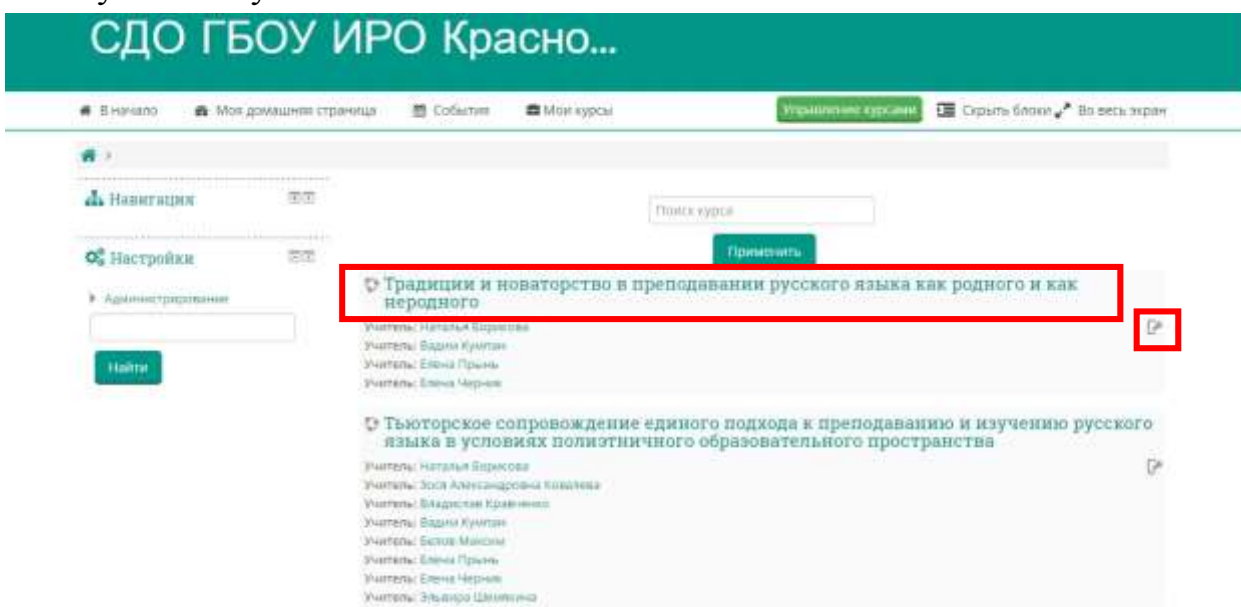 СДО ГБОУ ИРО Красно...
В начало Моя домашняя страница События Мои курсы Управление курсами Скрыть блоки Во весь экран
Навигация
Поиск курса
Применить
Настройки
Администрирование
Найти
Традиции и новаторство в преподавании русского языка как родного и как
неродного
Учитель: Наталья Борисова
Учитель: Вадим Кумпан
Учитель: Елена Прынь
Учитель: Елена Черник
Тьюторское сопровождение единого подхода к преподаванию и изучению русского
языка в условиях полиэтничного образовательного пространства
Учитель: Наталья Борисова
Учитель: Зося Александровна Ковалева
Учитель: Владислав Кравченко
Учитель: Вадим Кумпан
Учитель: Белов Максим
Учитель: Елена Прынь
Учитель: Елена Черник
Учитель: Эльвира